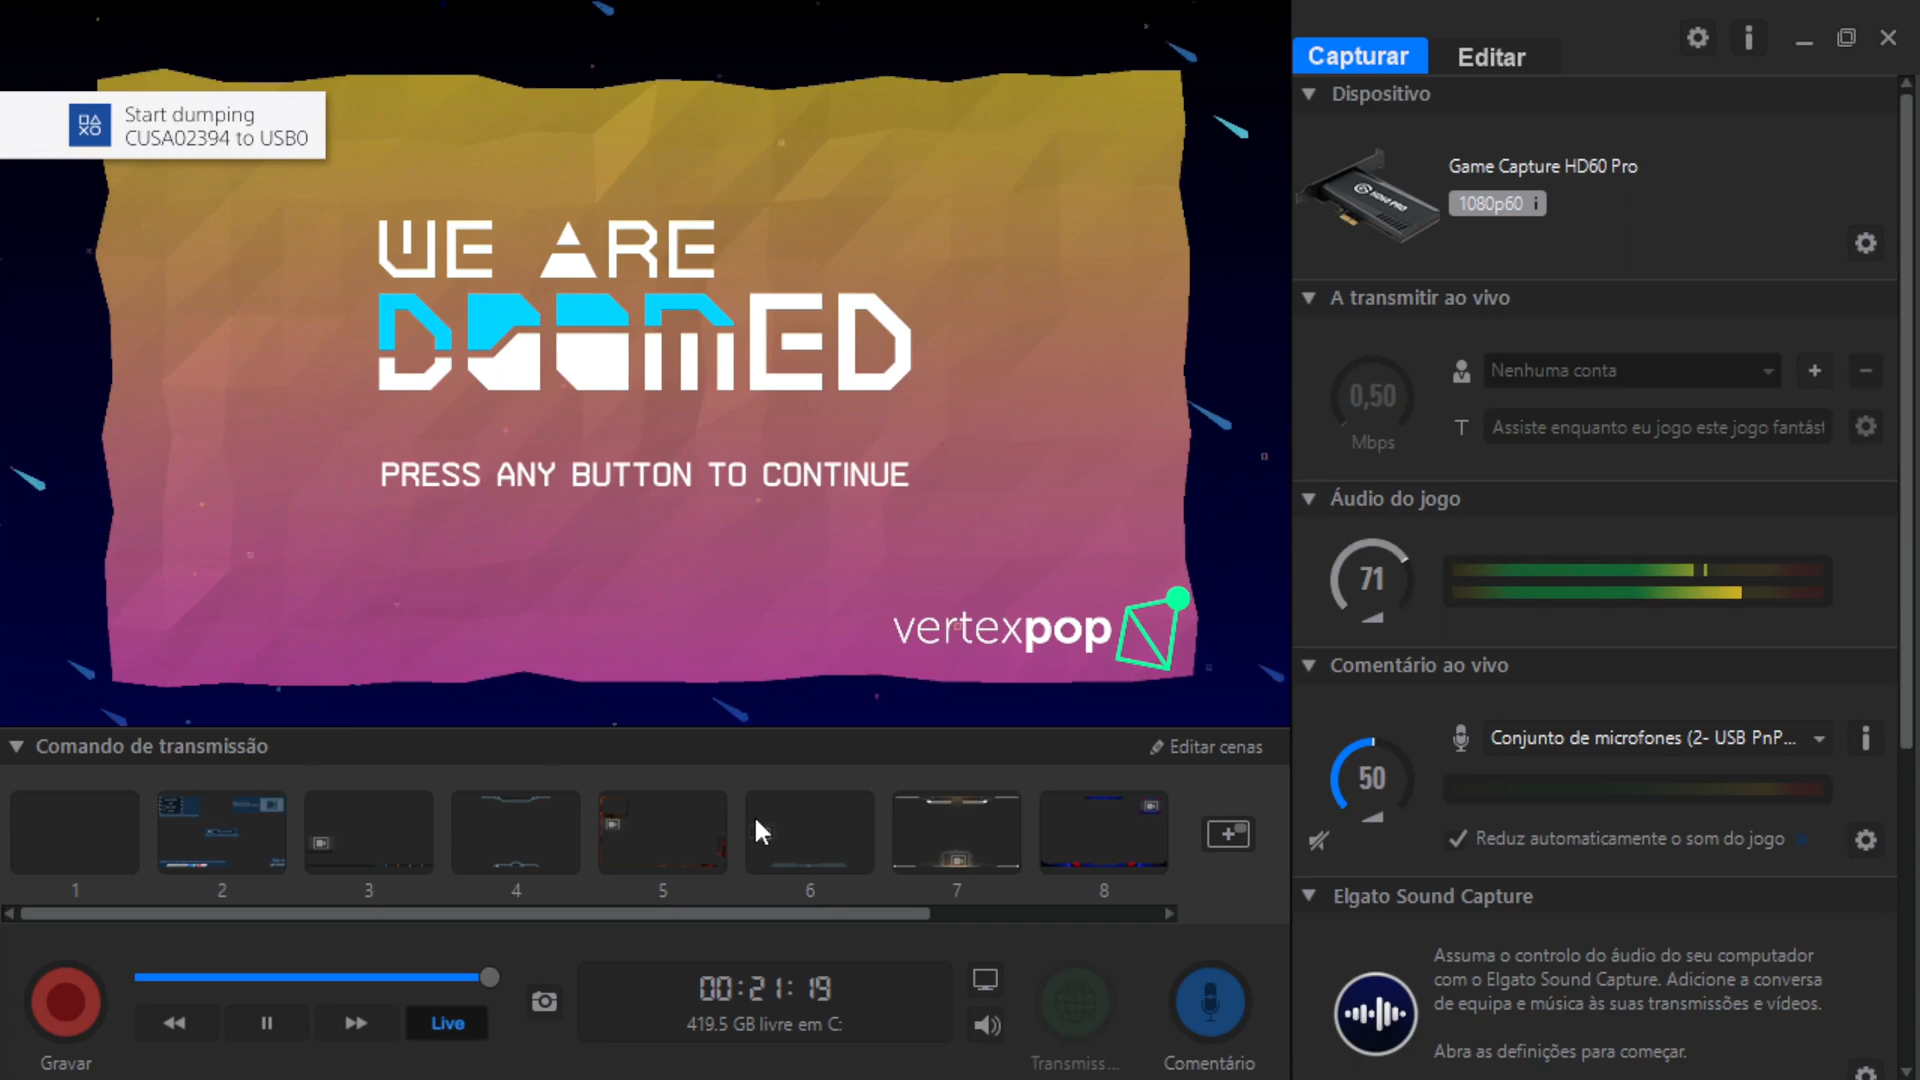 Capturar
Editar
Dispositivo
Game Capture HD60 Pro
1080p60 i
A transmitir ao vivo
0,50
Mbps
Nenhuma conta
T
Assiste enquanto eu jogo este jogo fantást
Áudio do jogo
71
Comentário ao vivo
Conjunto de microfones (2- USB PnP...
50
Reduz automaticamente o som do jogo
Elgato Sound Capture
Assuma o controlo do áudio do seu computador
com o Elgato Sound Capture. Adicione a conversa
de equipa e música às suas transmissões e vídeos.
Abra as definições para começar.
Start dumping
CUSA02394 to USB0
WE ARE
DOOMED
PRESS ANY BUTTON TO CONTINUE
vertexpop
Comando de transmissão
Editar cenas
1 2 3 4 5 6 7 8
Live
00:21:19
419.5 GB livre em C:
Gravar
Transmiss...
Comentário